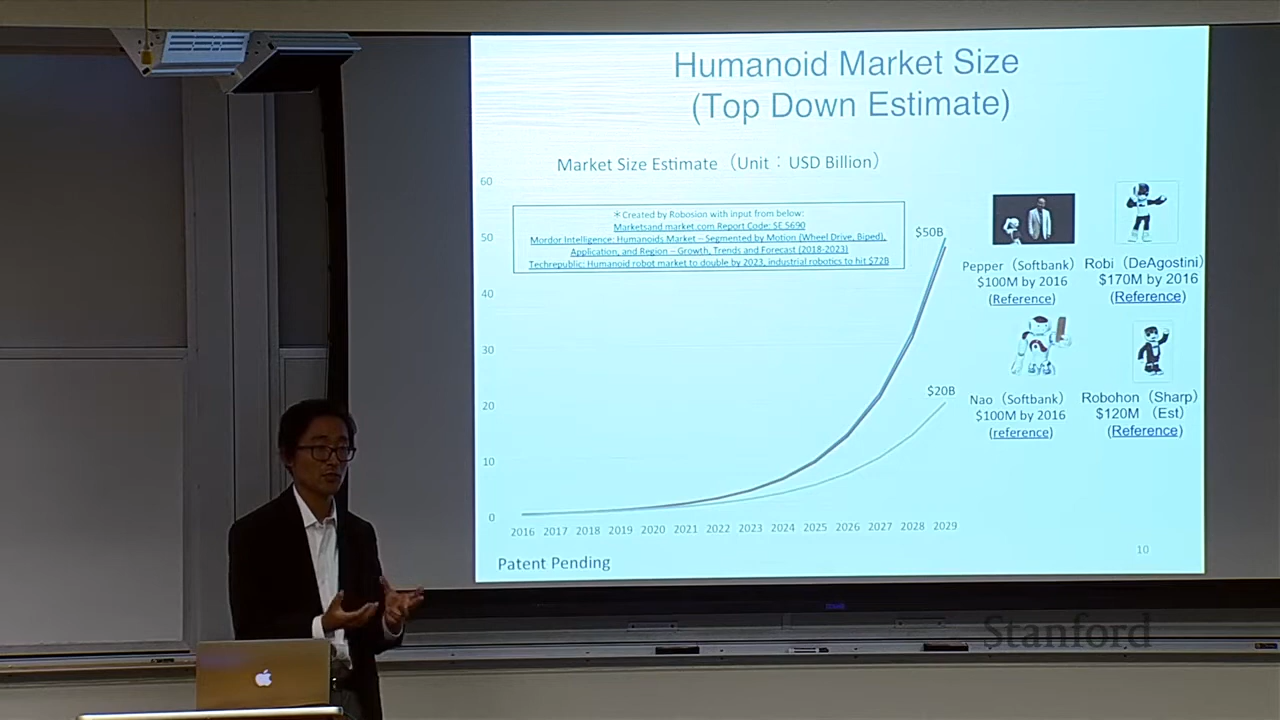 Humanoid Market Size
(Top Down Estimate)
Market Size Estimate（Unit：USD Billion）
60
50
40
30
20
10
0
＊Created by Robosion with input from below:
Marketsand market.com Report Code: SE 5690
Mordor Intelligence: Humanoids Market – Segmented by Motion (Wheel Drive, Biped),
Application, and Region – Growth, Trends and Forecast (2018-2023)
Techrepublic: Humanoid robot market to double by 2023, industrial robotics to hit $72B
$50B
$20B
2016 2017 2018 2019 2020 2021 2022 2023 2024 2025 2026 2027 2028 2029
Pepper（Softbank）
$100M by 2016
(Reference)
Robi（DeAgostini）
$170M by 2016
(Reference)
Nao（Softbank）
$100M by 2016
(reference)
Robohon（Sharp）
$120M （Est）
(Reference)
Patent Pending
10
Stanford